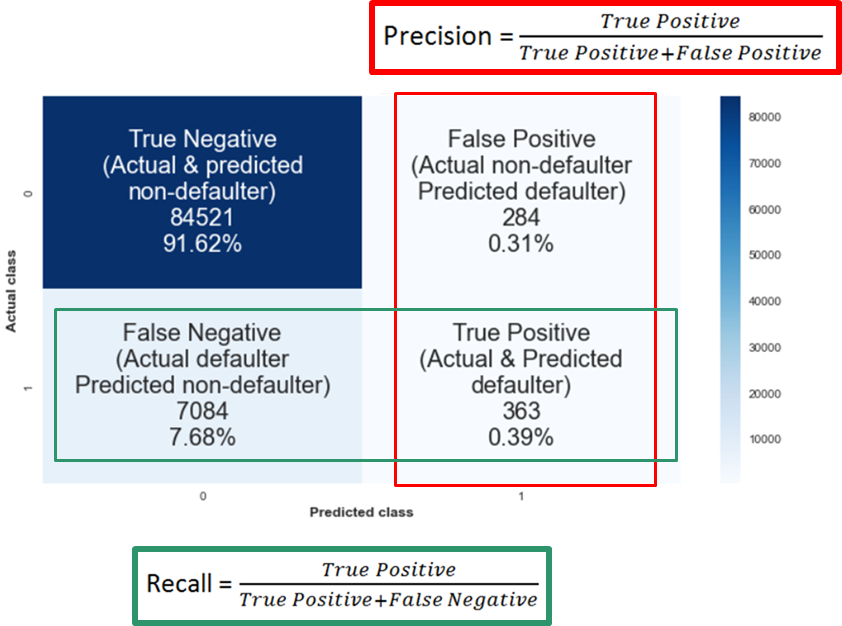 Precision = True Positive / True Positive+False Positive
True Negative
(Actual & predicted
non-defaulter)
84521
91.62%
False Positive
(Actual non-defaulter
Predicted defaulter)
284
0.31%
False Negative
(Actual defaulter
Predicted non-defaulter)
7084
7.68%
True Positive
(Actual & Predicted
defaulter)
363
0.39%
Actual class
0
1
0
1
Predicted class
80000
70000
60000
50000
40000
30000
20000
10000
Recall = True Positive / True Positive+False Negative